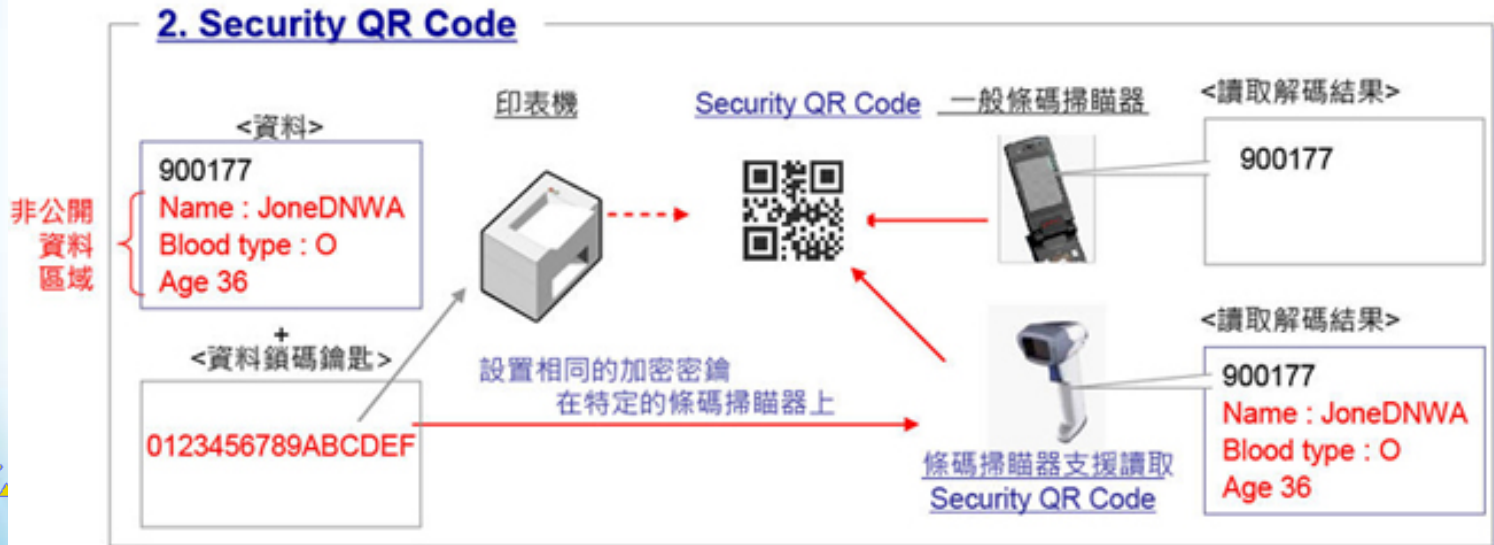 2. Security QR Code
<資料>
900177
Name : JoneDNWA
Blood type : O
Age 36
非公開
資料
區域
+
<資料鎖碼鑰匙>
0123456789ABCDEF
印表機
Security QR Code
一般條碼掃瞄器
<讀取解碼結果>
900177
設置相同的加密密鑰
在特定的條碼掃瞄器上
條碼掃瞄器支援讀取
Security QR Code
<讀取解碼結果>
900177
Name : JoneDNWA
Blood type : O
Age 36